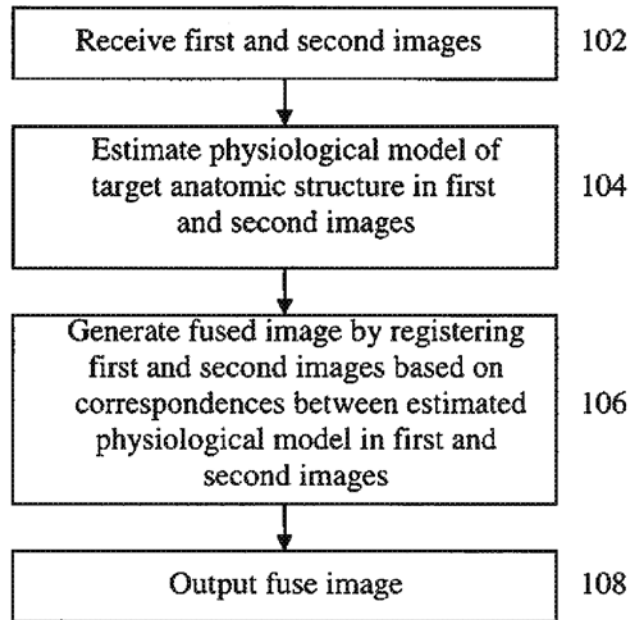 Receive first and second images 102
Estimate physiological model of
target anatomic structure in first 104
and second images
Generate fused image by registering
first and second images based on
correspondences between estimated 106
physiological model in first and
second images
Output fuse image 108